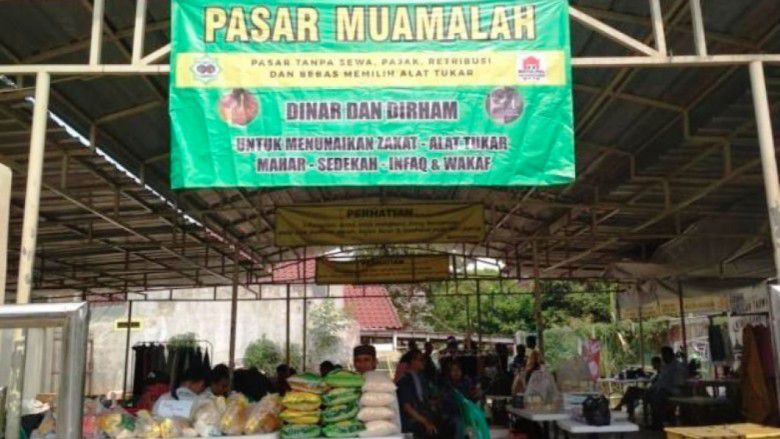 PASAR MUAMALAH
PASAR TANPA SEWA, PAJAK, RETRIBUSI
DAN BEBAS MEMILIH ALAT TUKAR
DINAR DAN DIRHAM
UNTUK MENUNAIKAN ZAKAT - ALAT TUKAR
MAHAR - SEDEKAH - INFAQ & WAKAF
PERHATIAN